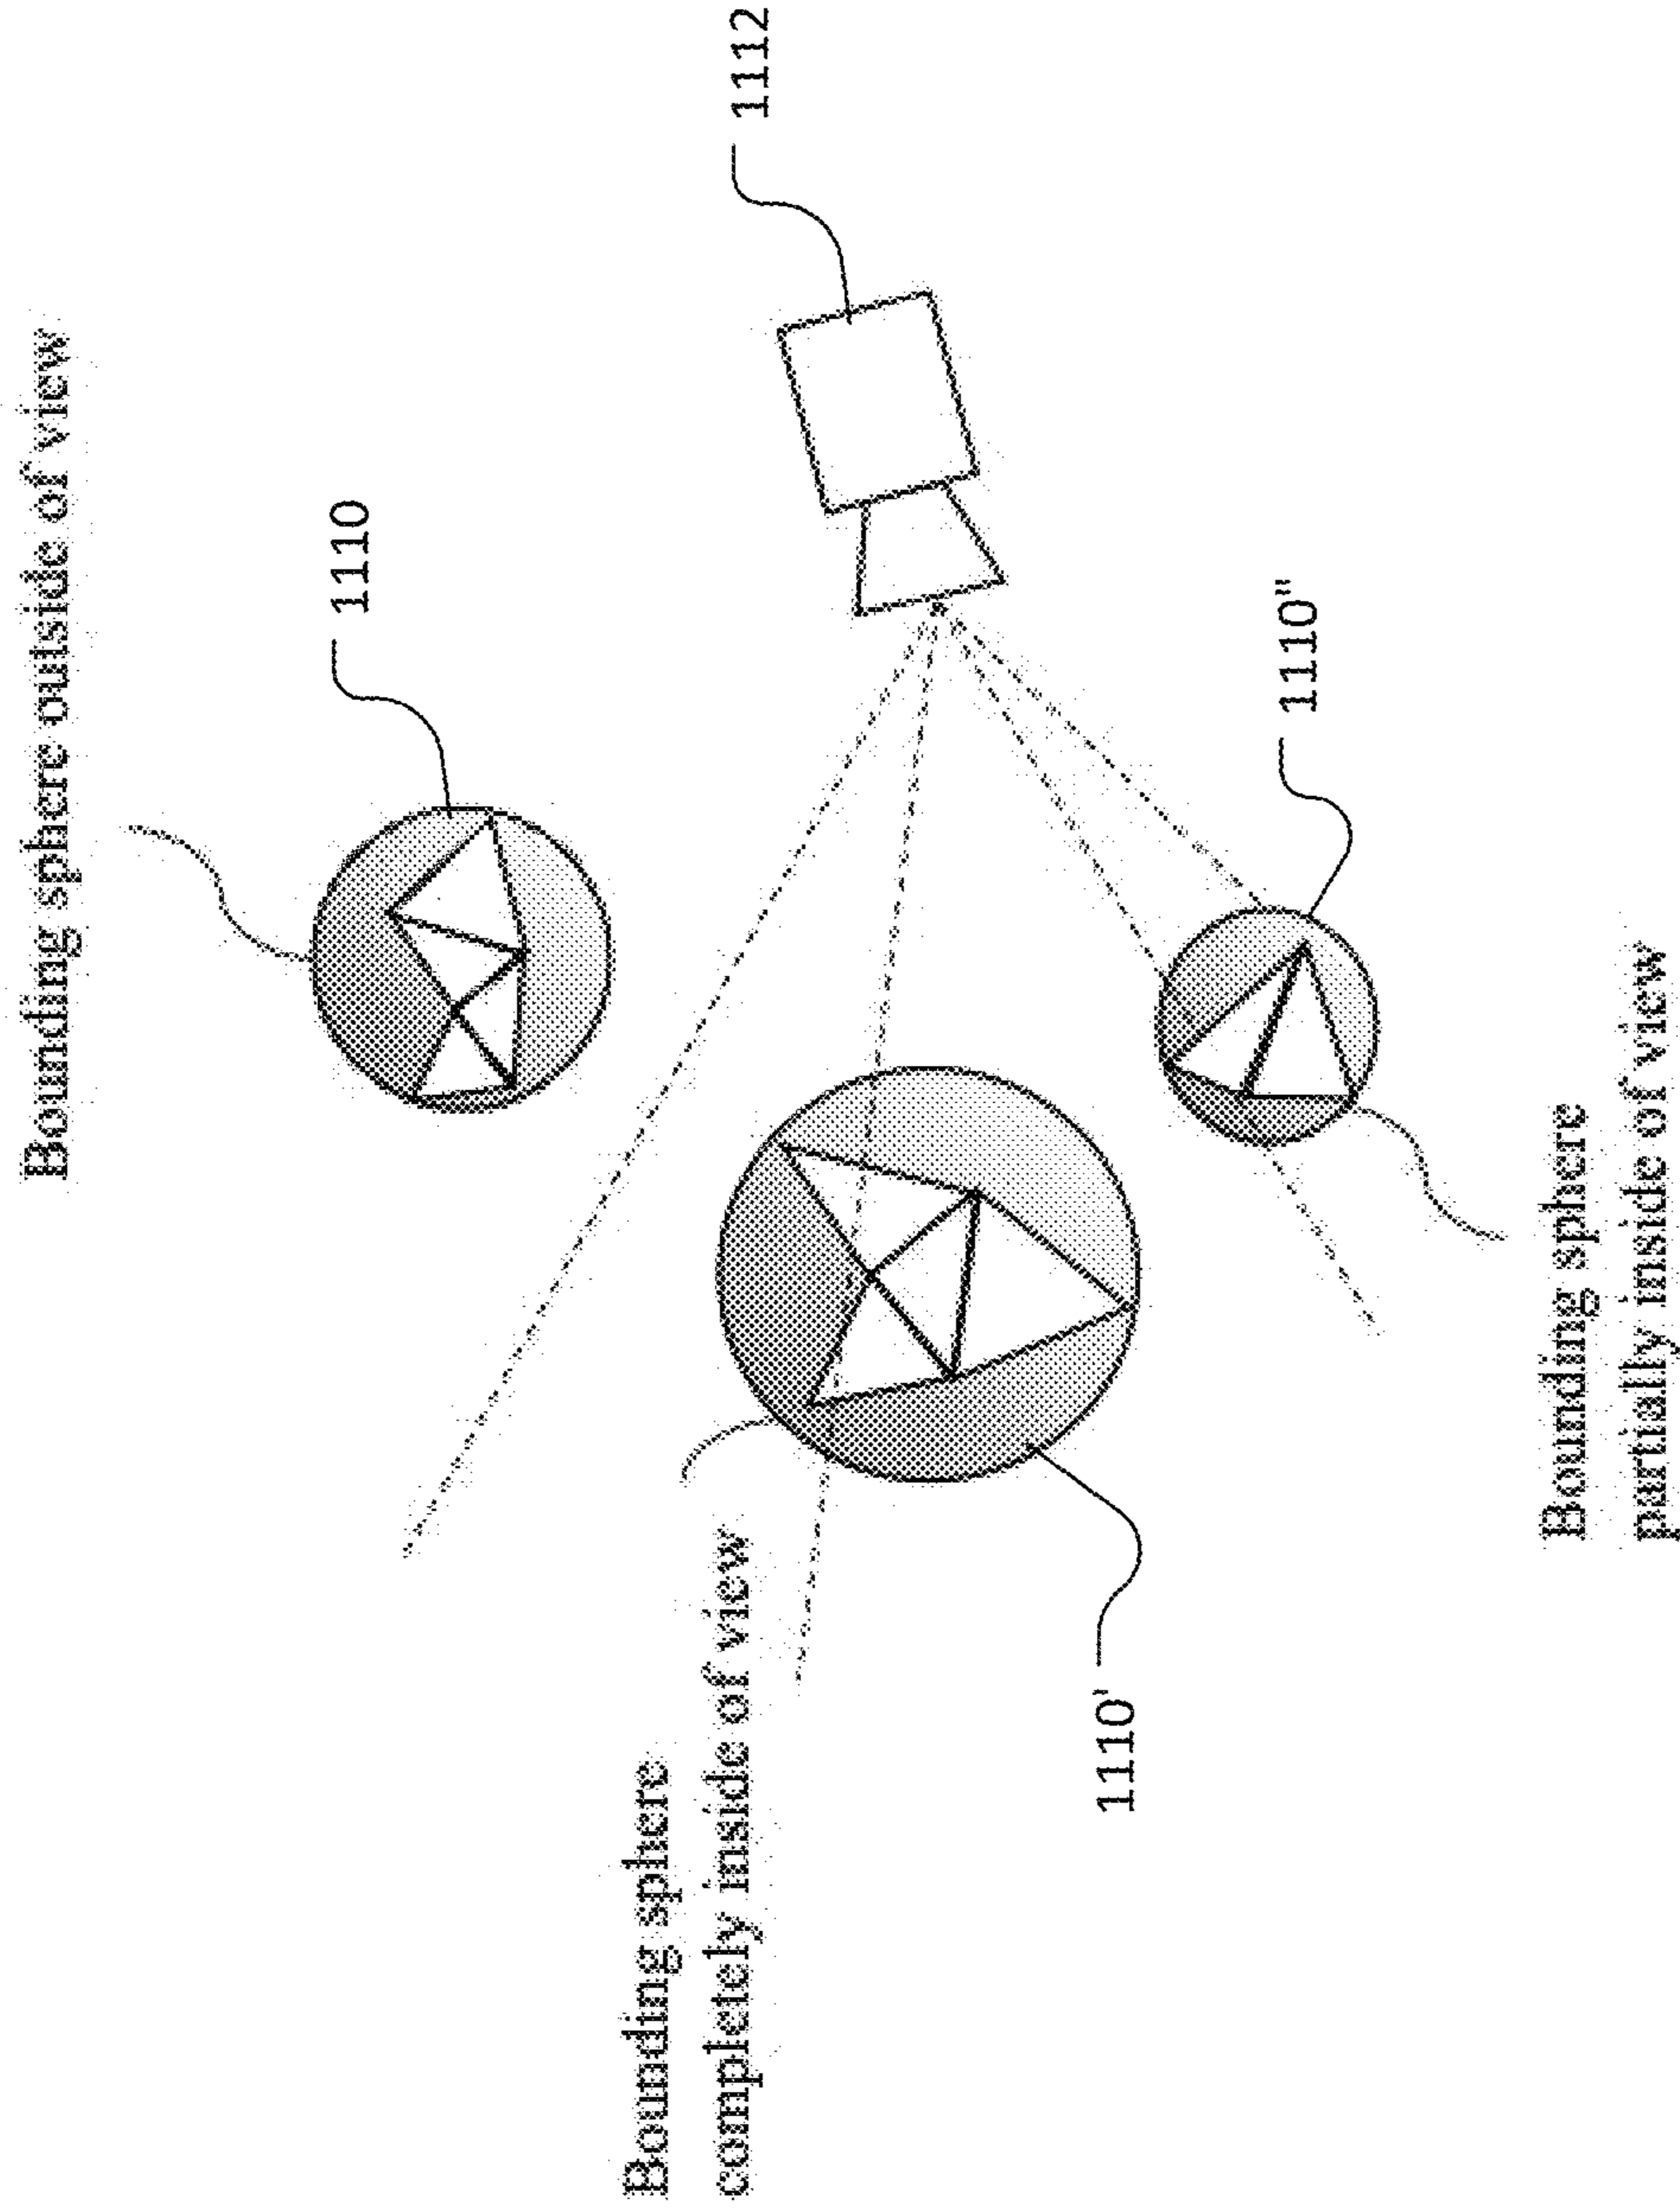 Bounding sphere outside of view
1110
1112
Bounding sphere
completely inside of view
1110'
1110"
Bounding sphere
partially inside of view